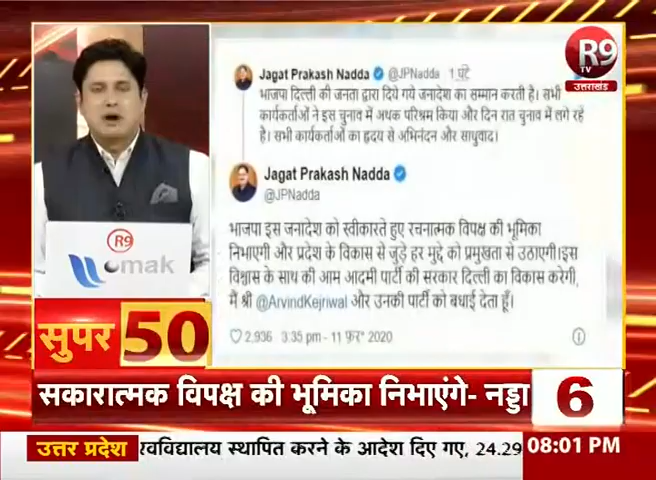 Jagat Prakash Nadda @JPNadda 1 घंटे
भाजपा दिल्ली की जनता द्वारा दिये गये जनादेश का सम्मान करती है। सभी
कार्यकर्ताओं ने इस चुनाव में अथक परिश्रम किया और दिन रात चुनाव में लगे रहे
है। सभी कार्यकर्ताओं का हृदय से अभिनंदन और साधुवाद।
Jagat Prakash Nadda
@JPNadda
भाजपा इस जनादेश को स्वीकारते हुए रचनात्मक विपक्ष की भूमिका
निभाएगी और प्रदेश के विकास से जुड़े हर मुद्दे को प्रमुखता से उठाएगी।इस
विश्वास के साथ की आम आदमी पार्टी की सरकार दिल्ली का विकास करेगी,
मैं श्री @ArvindKejriwal और उनकी पार्टी को बधाई देता हूँ।
2,936 3:35 pm - 11 फ़र॰ 2020
R9
TV
उत्तराखंड
R9
omak
सुपर 50
सकारात्मक विपक्ष की भूमिका निभाएंगे- नड्डा 6
उत्तर प्रदेश रवविद्यालय स्थापित करने के आदेश दिए गए, 24.29 08:01 PM